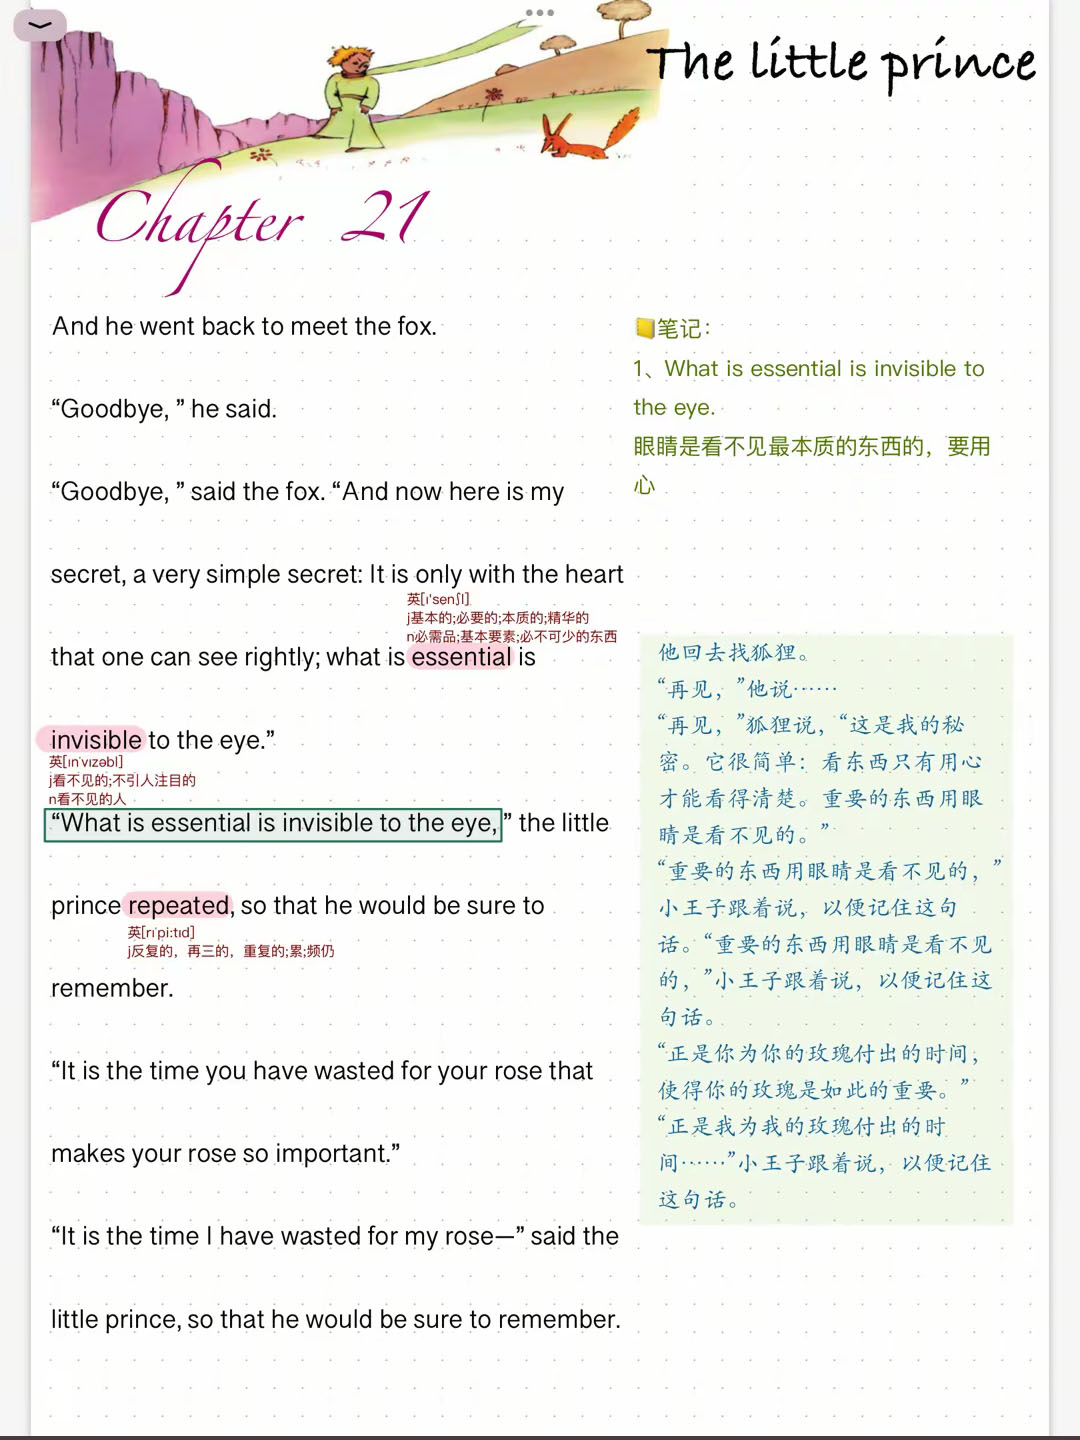 The little prince
Chapter 21
And he went back to meet the fox.
“Goodbye, ” he said.
“Goodbye, ” said the fox. “And now here is my
secret, a very simple secret: It is only with the heart
英[ɪˈsenʃl]
j基本的;必要的;本质的;精华的
n必需品;基本要素;必不可少的东西
that one can see rightly; what is essential is
invisible to the eye.”
英[ɪnˈvɪzəbl]
j看不见的;不引人注目的
n看不见的人
“What is essential is invisible to the eye, ” the little
prince repeated, so that he would be sure to
英[rɪˈpiːtɪd]
j反复的，再三的，重复的;累;频仍
remember.
“It is the time you have wasted for your rose that
makes your rose so important.”
“It is the time I have wasted for my rose—” said the
little prince, so that he would be sure to remember.
笔记：
1、What is essential is invisible to
the eye.
眼睛是看不见最本质的东西的，要用
心
他回去找狐狸。
“再见，”他说……
“再见，”狐狸说，“这是我的秘
密。它很简单：看东西只有用心
才能看得清楚。重要的东西用眼
睛是看不见的。”
“重要的东西用眼睛是看不见的，”
小王子跟着说，以便记住这句
话。“重要的东西用眼睛是看不见
的，”小王子跟着说，以便记住这
句话。
“正是你为你的玫瑰付出的时间，
使得你的玫瑰是如此的重要。”
“正是我为我的玫瑰付出的时
间……”小王子跟着说，以便记住
这句话。